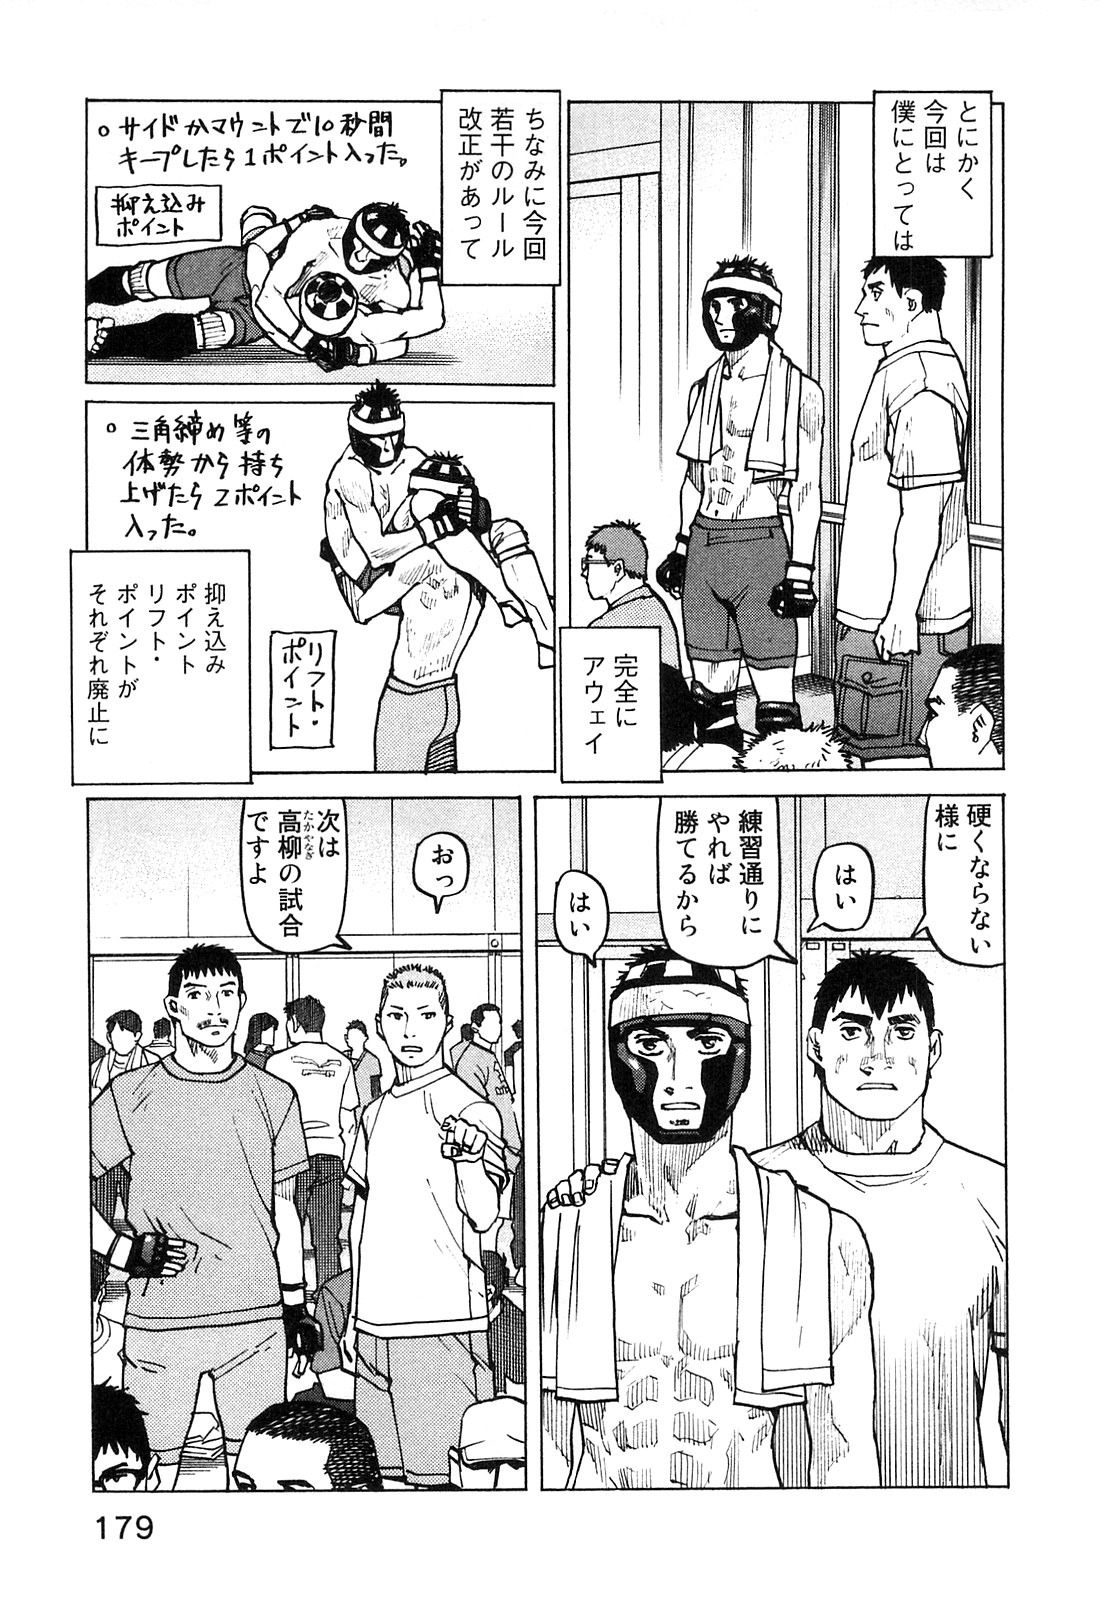 とにかく
今回は
僕にとっては
完全に
アウェイ
ちなみに今回
若干のルール
改正があって
。サイドかマウントで10秒間
キープしたら1ポイント入った。
抑え込み
ポイント
。三角締め等の
体勢から持ち
上げたら2ポイント
入った。
リフト・
ポイント
抑え込み
ポイント
リフト・
ポイントが
それぞれ廃止に
硬くならない
様に
はい
練習通りに
やれば
勝てるから
はい
おっ
次は
高柳の試合
たかやなぎ
ですよ
179